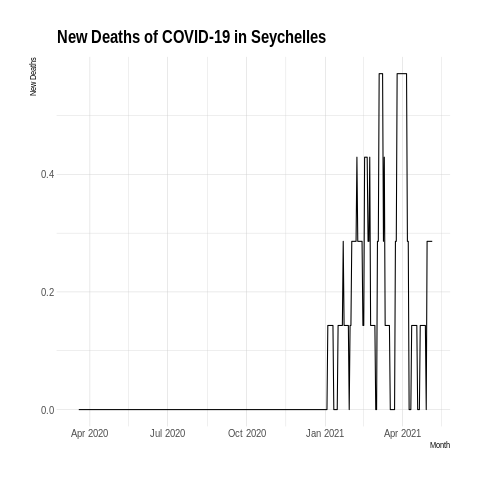 New Deaths of COVID-19 in Seychelles
New Deaths
0.4
0.2
0.0
Apr 2020 Jul 2020 Oct 2020 Jan 2021 Apr 2021
Month